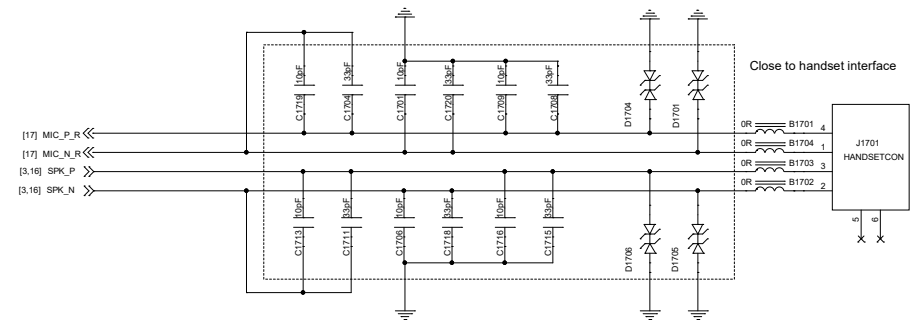 Close to handset interface
10pF
33pF
10pF
33pF
10pF
33pF
C1719
C1704
C1701
C1720
C1709
C1708
D1704
D1701
[17] MIC_P_R
0R B1701 4
[17] MIC_N_R
0R B1704 1
[3,16] SPK_P
0R B1703 3
[3,16] SPK_N
0R B1702 2
J1701
HANDSETCON
5
6
10pF
33pF
10pF
33pF
10pF
33pF
C1713
C1711
C1706
C1718
C1716
C1715
D1706
D1705